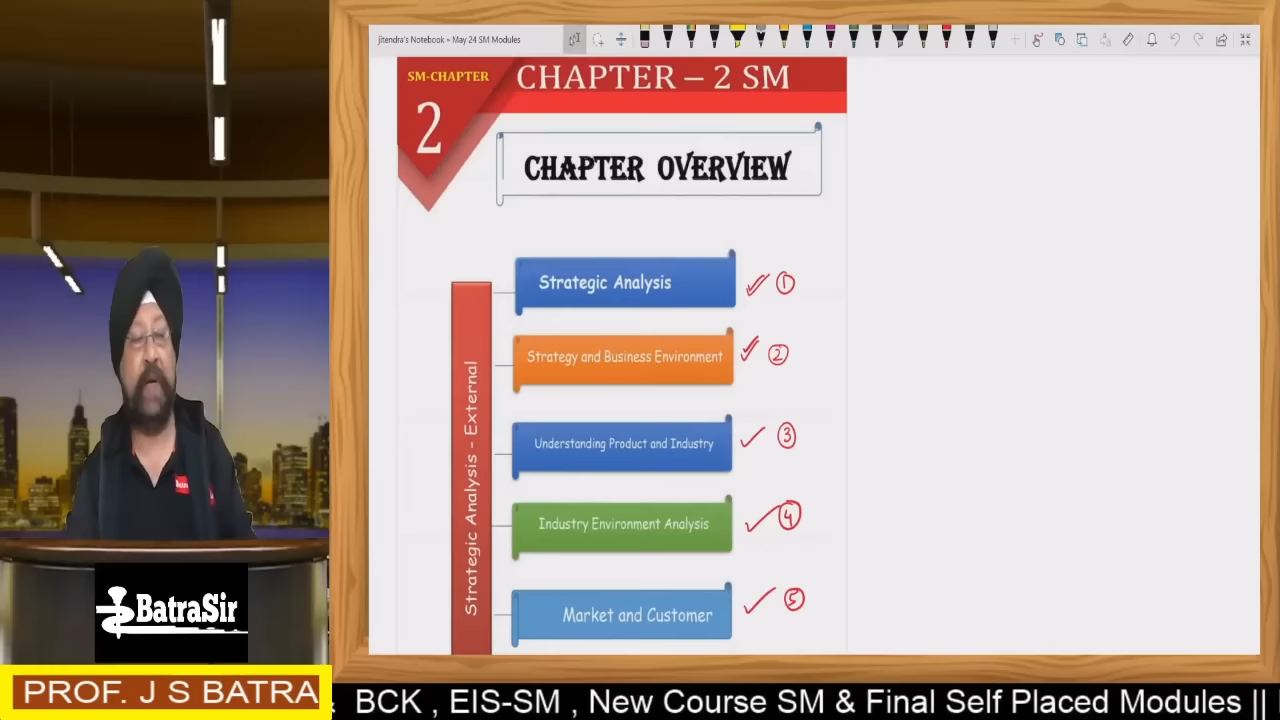 jitendra's Notebook » May 24 SM Modules
SM-CHAPTER
2
CHAPTER – 2 SM
CHAPTER OVERVIEW
Strategic Analysis - External
Strategic Analysis
1
Strategy and Business Environment
2
Understanding Product and Industry
3
Industry Environment Analysis
4
Market and Customer
5
BatraSir
PROF. J S BATRA
BCK , EIS-SM , New Course SM & Final Self Placed Modules ||